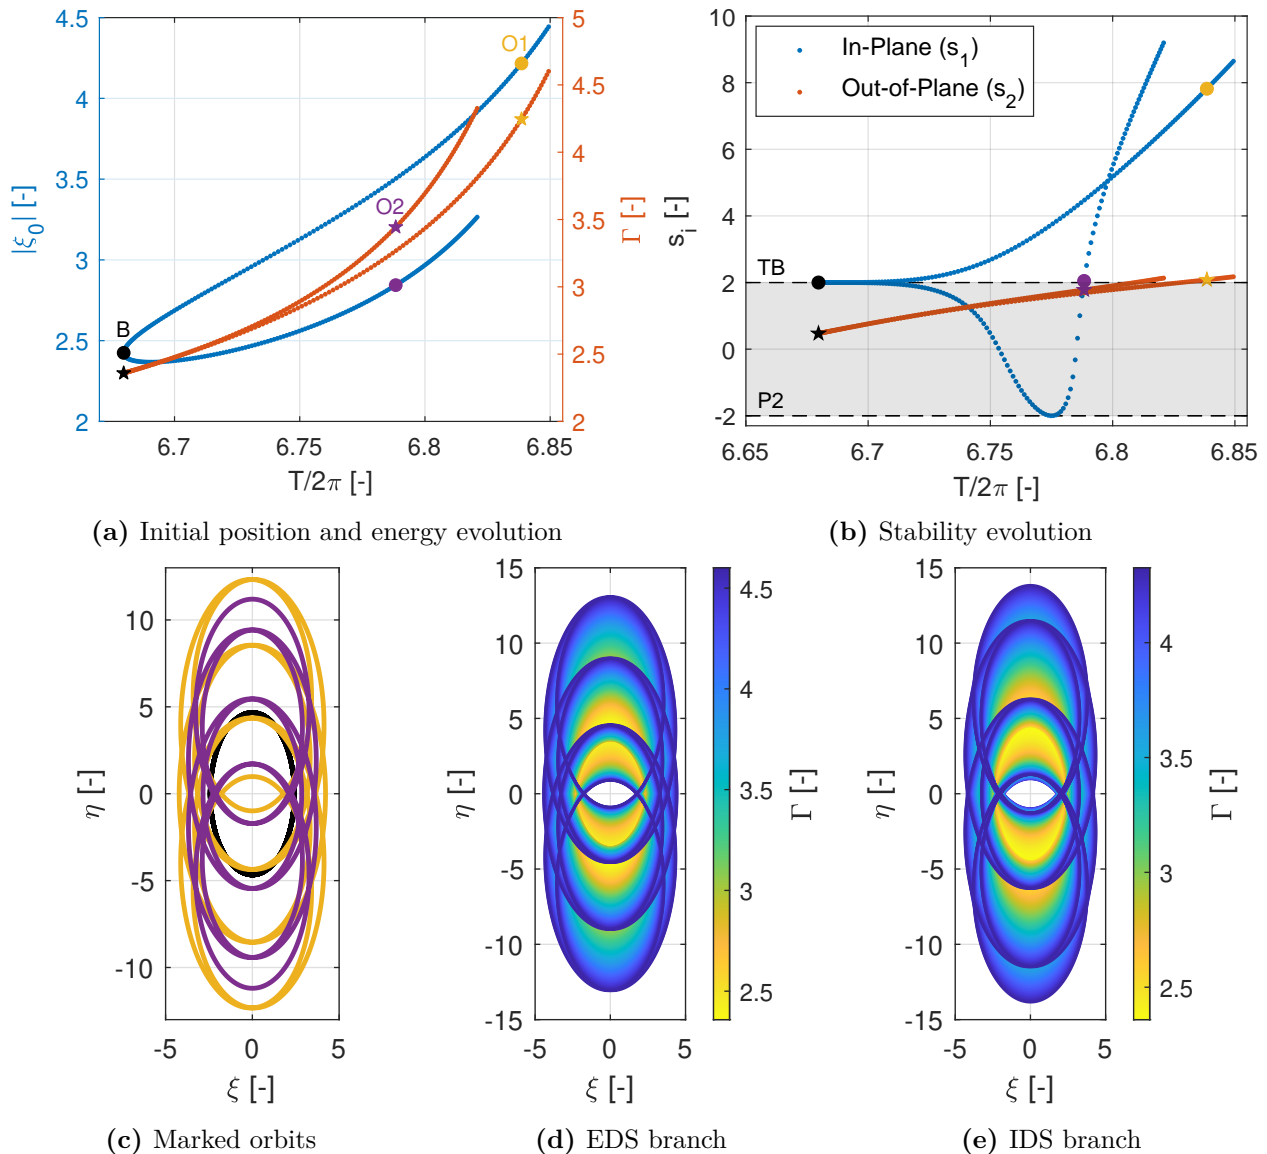 4.5
4
3.5
3
2.5
2
|ξ₀| [-]
5
4.5
4
3.5
3
2.5
2
Γ [-]
O1
O2
B
6.7
6.75
6.8
6.85
T/2π [-]
(a) Initial position and energy evolution
10
8
6
4
2
0
-2
s_i [-]
In-Plane (s₁)
Out-of-Plane (s₂)
TB
P2
6.65
6.7
6.75
6.8
6.85
T/2π [-]
(b) Stability evolution
10
5
0
-5
-10
η [-]
-5
0
5
ξ [-]
(c) Marked orbits
15
10
5
0
-5
-10
-15
η [-]
-5
0
5
ξ [-]
4.5
4
3.5
3
2.5
Γ [-]
(d) EDS branch
15
10
5
0
-5
-10
-15
η [-]
-5
0
5
ξ [-]
4
3.5
3
2.5
Γ [-]
(e) IDS branch